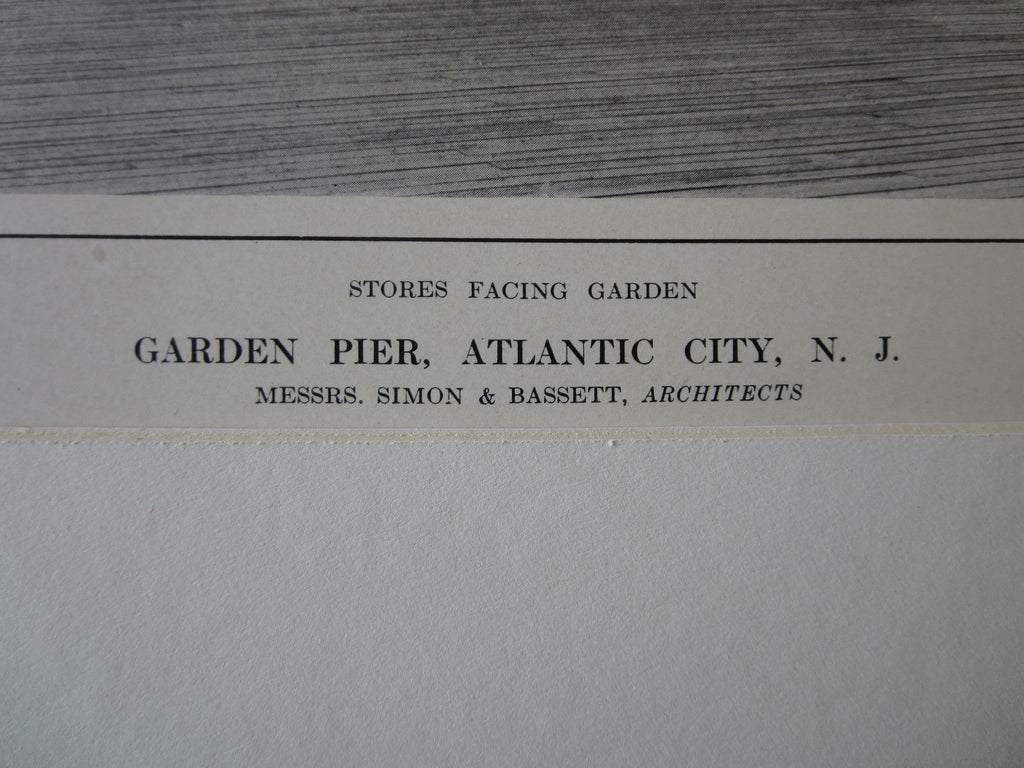 STORES FACING GARDEN
GARDEN PIER, ATLANTIC CITY, N. J.
MESSRS. SIMON & BASSETT, ARCHITECTS